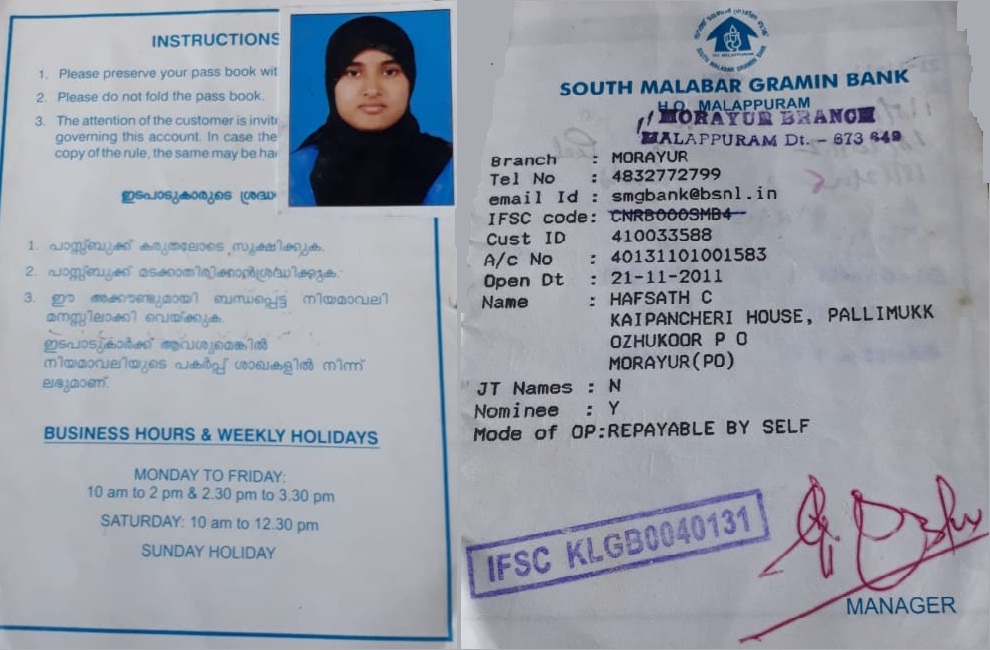 INSTRUCTIONS
1. Please preserve your pass book wit
2. Please do not fold the pass book.
3. The attention of the customer is invite
governing this account. In case the
copy of the rule, the same may be ha
ഇടപാടുകാരുടെ ശ്രദ്ധ
1. പാസ്സ്ബുക്ക് കരുതലോടെ സൂക്ഷിക്കുക.
2. പാസ്സ്ബുക്ക് മടക്കാതിരിക്കാൻശ്രദ്ധിക്കുക.
3. ഈ അക്കൗണ്ടുമായി ബന്ധപ്പെട്ട നിയമാവലി
മനസ്സിലാക്കി വെയ്ക്കുക.
ഇടപാടുകാർക്ക് ആവശ്യമെങ്കിൽ
നിയമാവലിയുടെ പകർപ്പ് ശാഖകളിൽ നിന്ന്
ലഭ്യമാണ്.
BUSINESS HOURS & WEEKLY HOLIDAYS
MONDAY TO FRIDAY:
10 am to 2 pm & 2.30 pm to 3.30 pm
SATURDAY: 10 am to 12.30 pm
SUNDAY HOLIDAY
SOUTH MALABAR GRAMIN BANK
SOUTH MALABAR GRAMIN BANK
H.O. MALAPPURAM
MORAYUR BRANCH
MALAPPURAM Dt. - 673 649
Branch : MORAYUR
Tel No : 4832772799
email Id : smgbank@bsnl.in
IFSC code: CNRB000SMB4
Cust ID 410033588
A/c No : 40131101001583
Open Dt : 21-11-2011
Name : HAFSATH C
KAIPANCHERI HOUSE, PALLIMUKK
OZHUKOOR P O
MORAYUR(PO)
JT Names : N
Nominee : Y
Mode of OP:REPAYABLE BY SELF
IFSC KLGB0040131
MANAGER